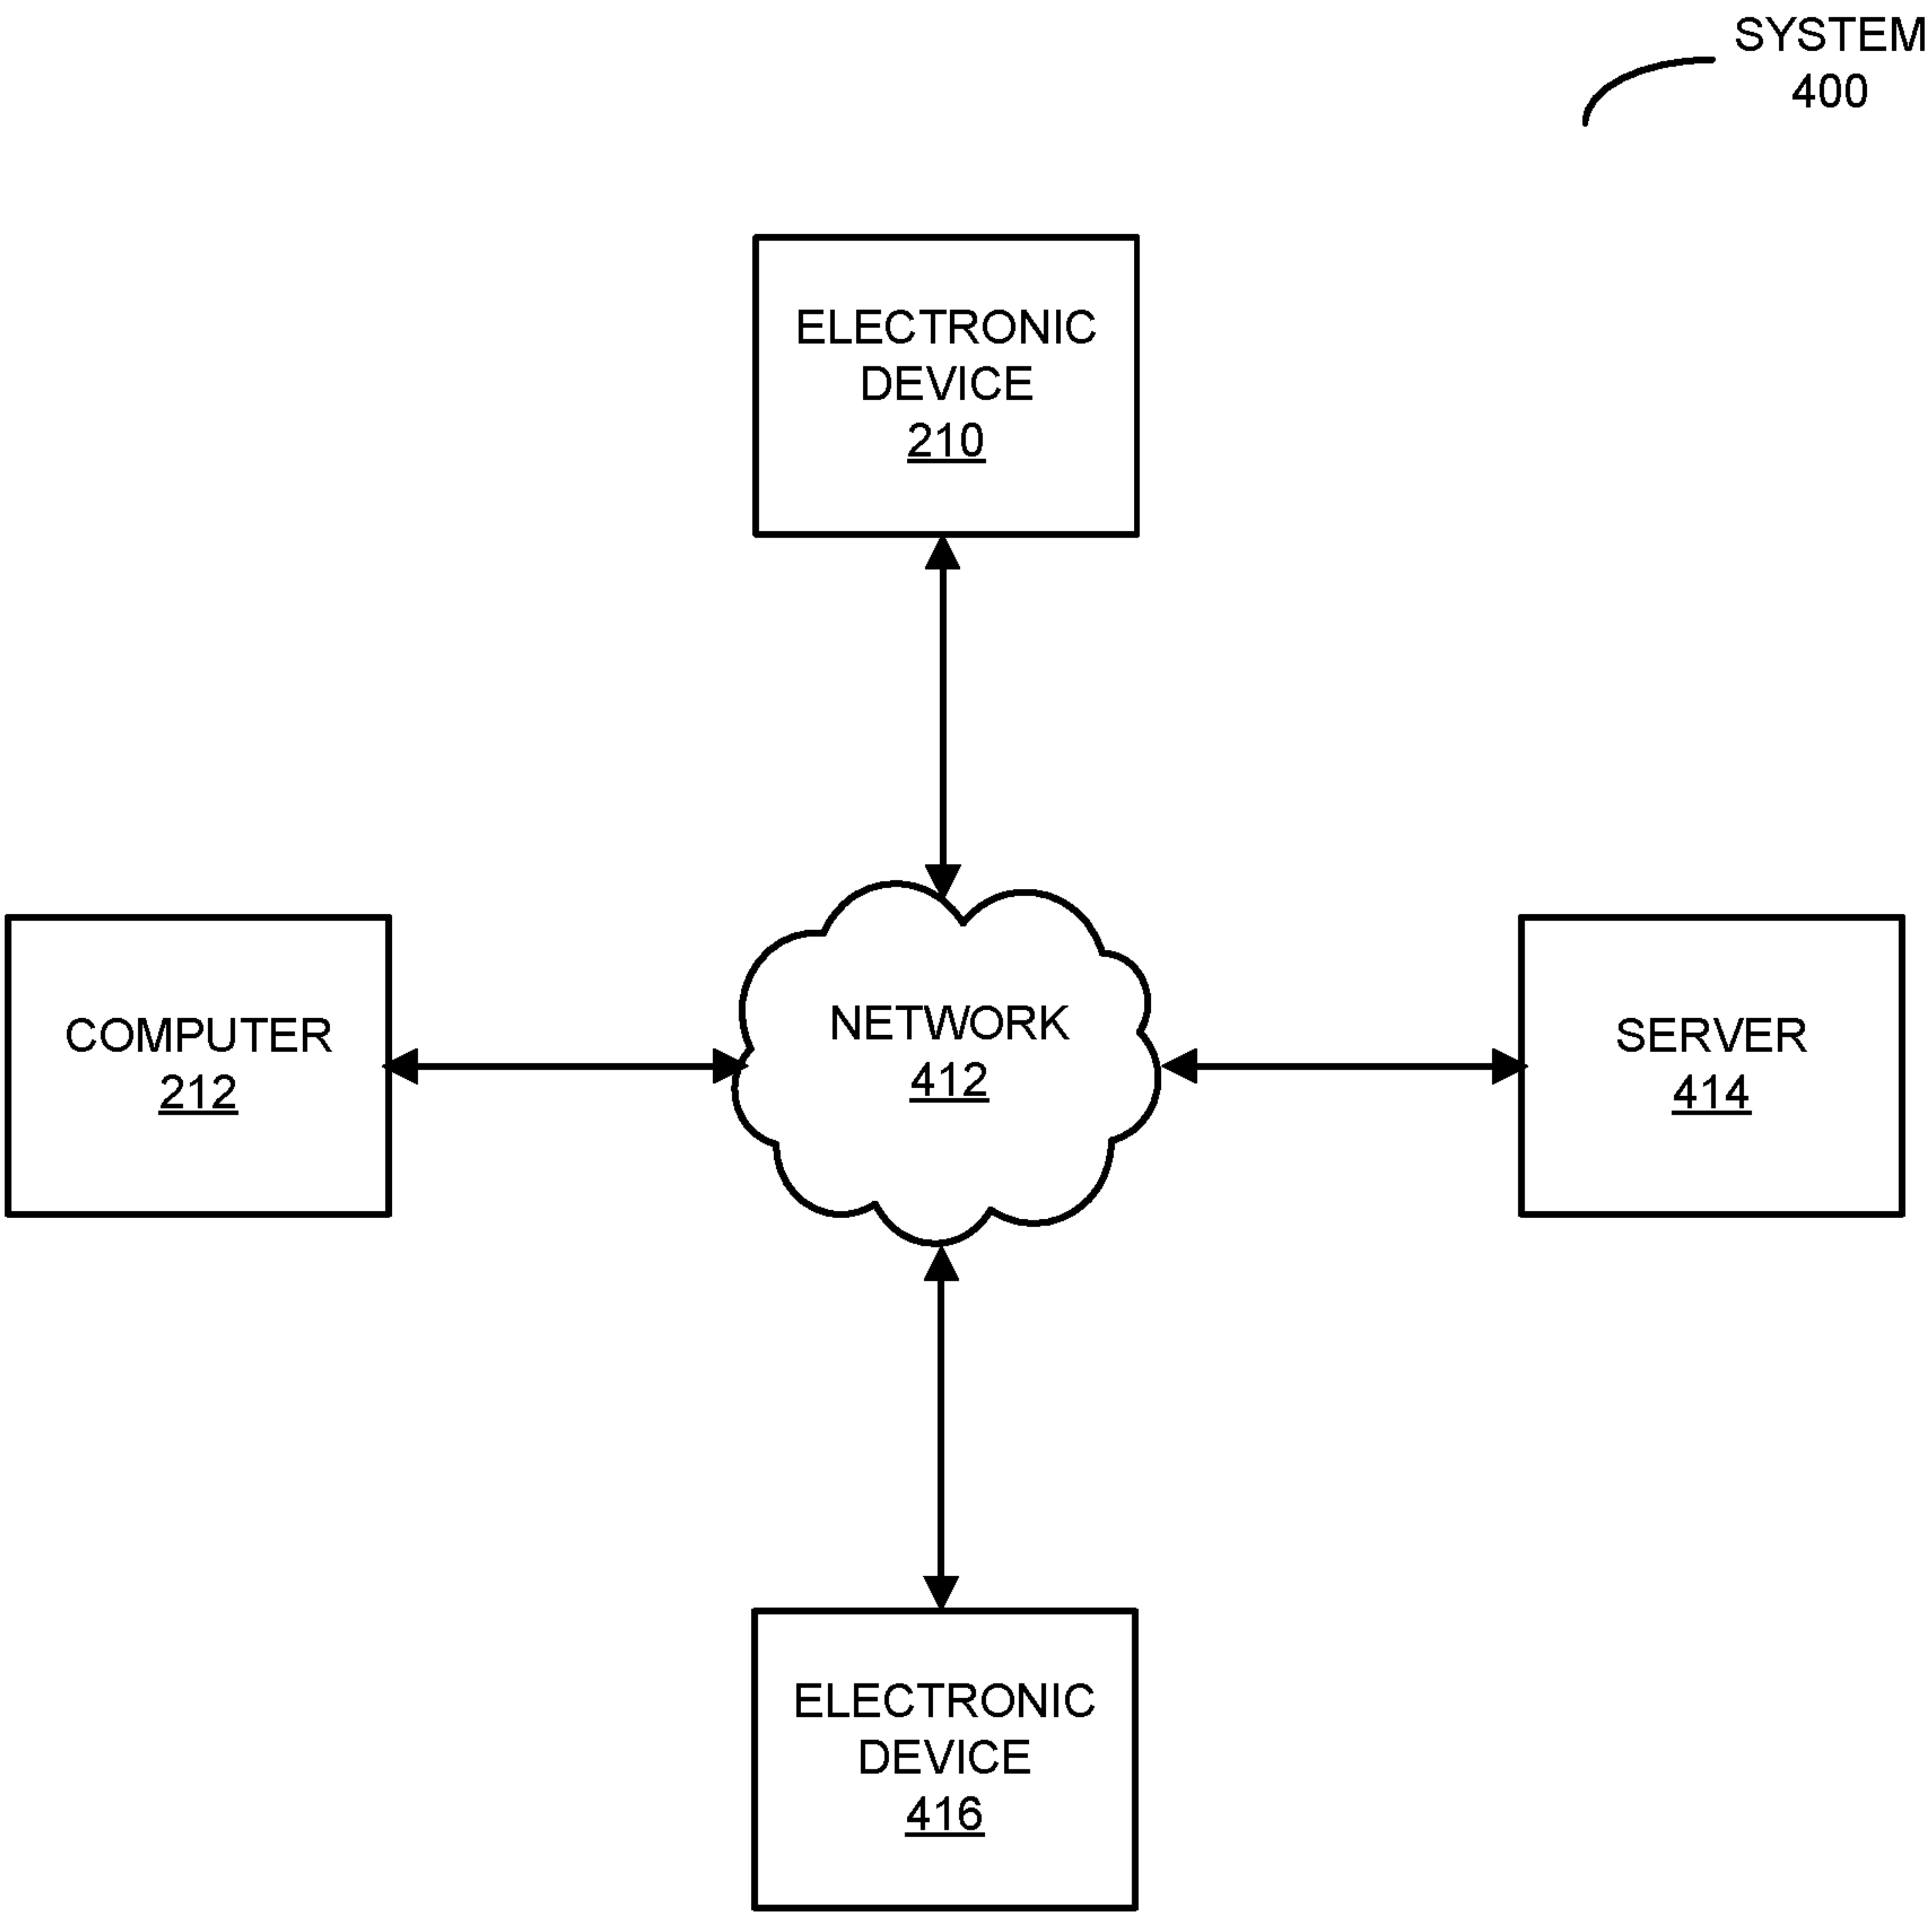 SYSTEM
400
ELECTRONIC
DEVICE
210
COMPUTER
212
NETWORK
412
SERVER
414
ELECTRONIC
DEVICE
416